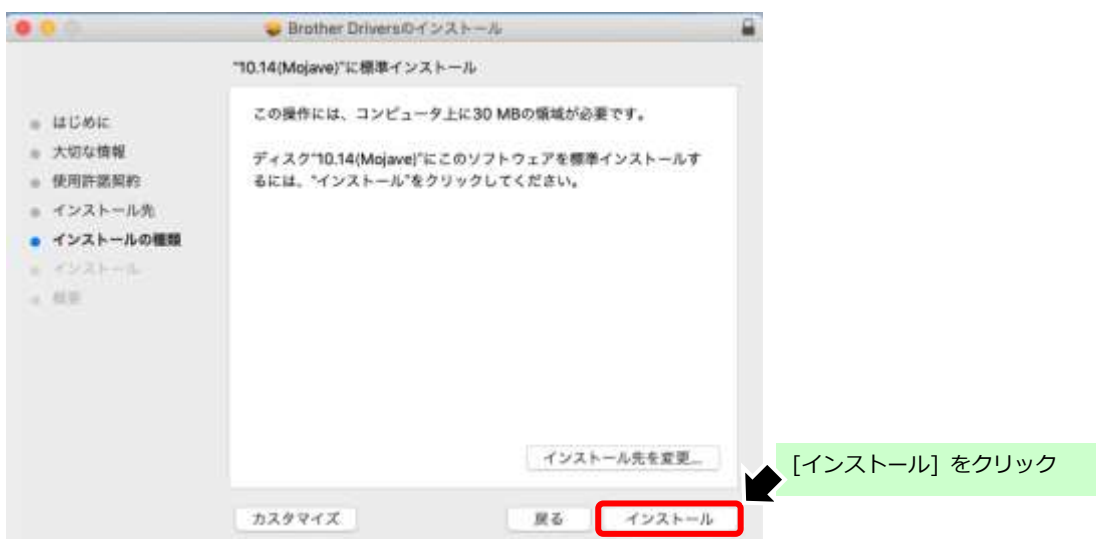 Brother Driversのインストール
"10.14(Mojave)"に標準インストール
はじめに
大切な情報
使用許諾契約
インストール先
インストールの種類
インストール
概要
この操作には、コンピュータ上に30 MBの領域が必要です。
ディスク"10.14(Mojave)"にこのソフトウェアを標準インストールす
るには、"インストール"をクリックしてください。
インストール先を変更...
カスタマイズ
戻る
インストール
[インストール] をクリック